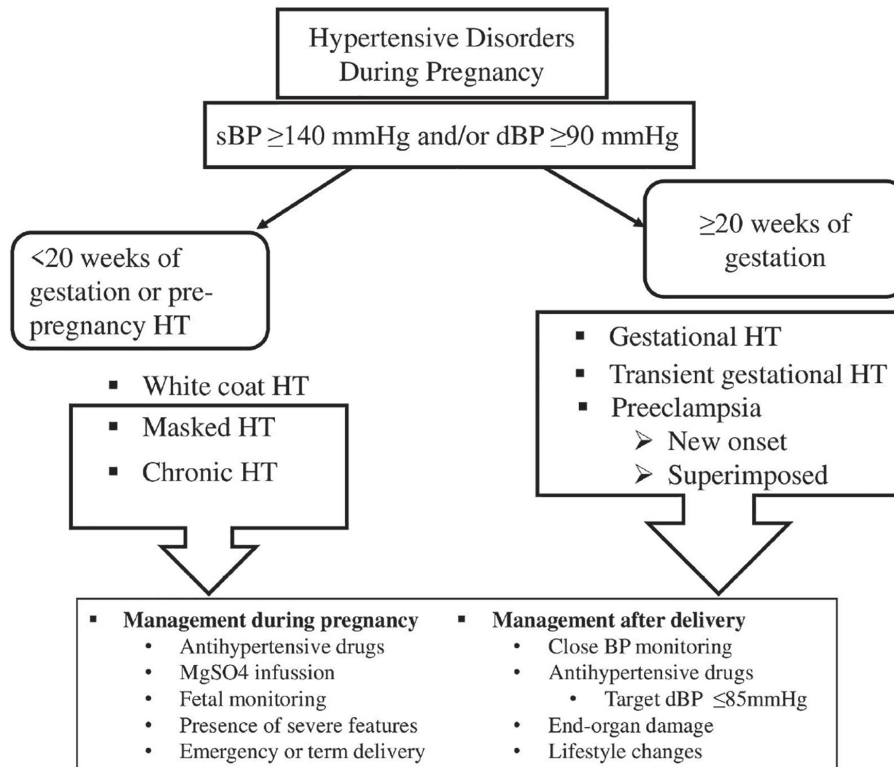 Hypertensive Disorders
During Pregnancy
sBP ≥140 mmHg and/or dBP ≥90 mmHg
<20 weeks of
gestation or pre-
pregnancy HT
▪ White coat HT
▪ Masked HT
▪ Chronic HT
≥20 weeks of
gestation
▪ Gestational HT
▪ Transient gestational HT
▪ Preeclampsia
➢ New onset
➢ Superimposed
▪ Management during pregnancy
• Antihypertensive drugs
• MgSO4 infussion
• Fetal monitoring
• Presence of severe features
• Emergency or term delivery
▪ Management after delivery
• Close BP monitoring
• Antihypertensive drugs
• Target dBP ≤85mmHg
• End-organ damage
• Lifestyle changes